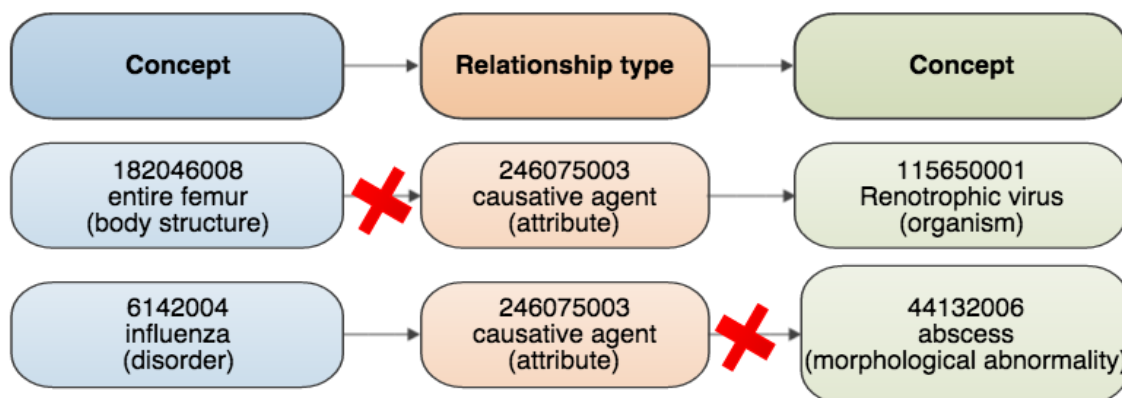 Concept
Relationship type
Concept
182046008
entire femur
(body structure)
246075003
causative agent
(attribute)
115650001
Renotrophic virus
(organism)
6142004
influenza
(disorder)
246075003
causative agent
(attribute)
44132006
abscess
(morphological abnormality)